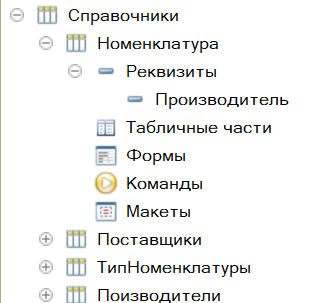 Справочники
Номенклатура
Реквизиты
Производитель
Табличные части
Формы
Команды
Макеты
Поставщики
ТипНоменклатуры
Поизводители